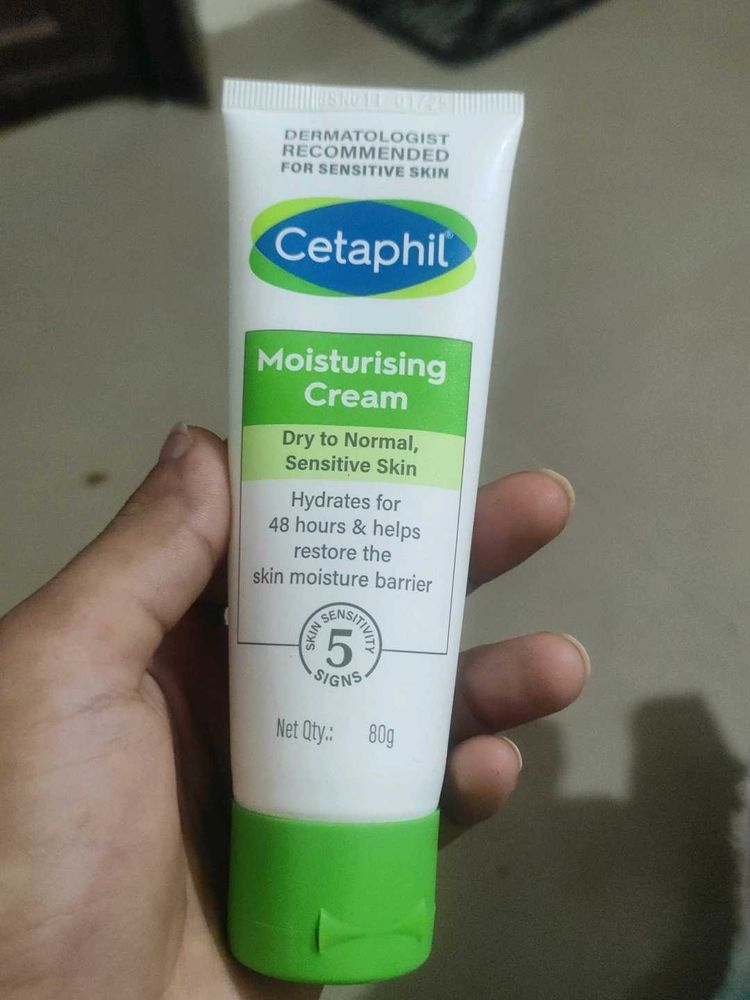 DERMATOLOGIST
RECOMMENDED
FOR SENSITIVE SKIN
Cetaphil®
Moisturising
Cream
Dry to Normal,
Sensitive Skin
Hydrates for
48 hours & helps
restore the
skin moisture barrier
SKIN SENSITIVITY
5
SIGNS
Net Qty.: 80g